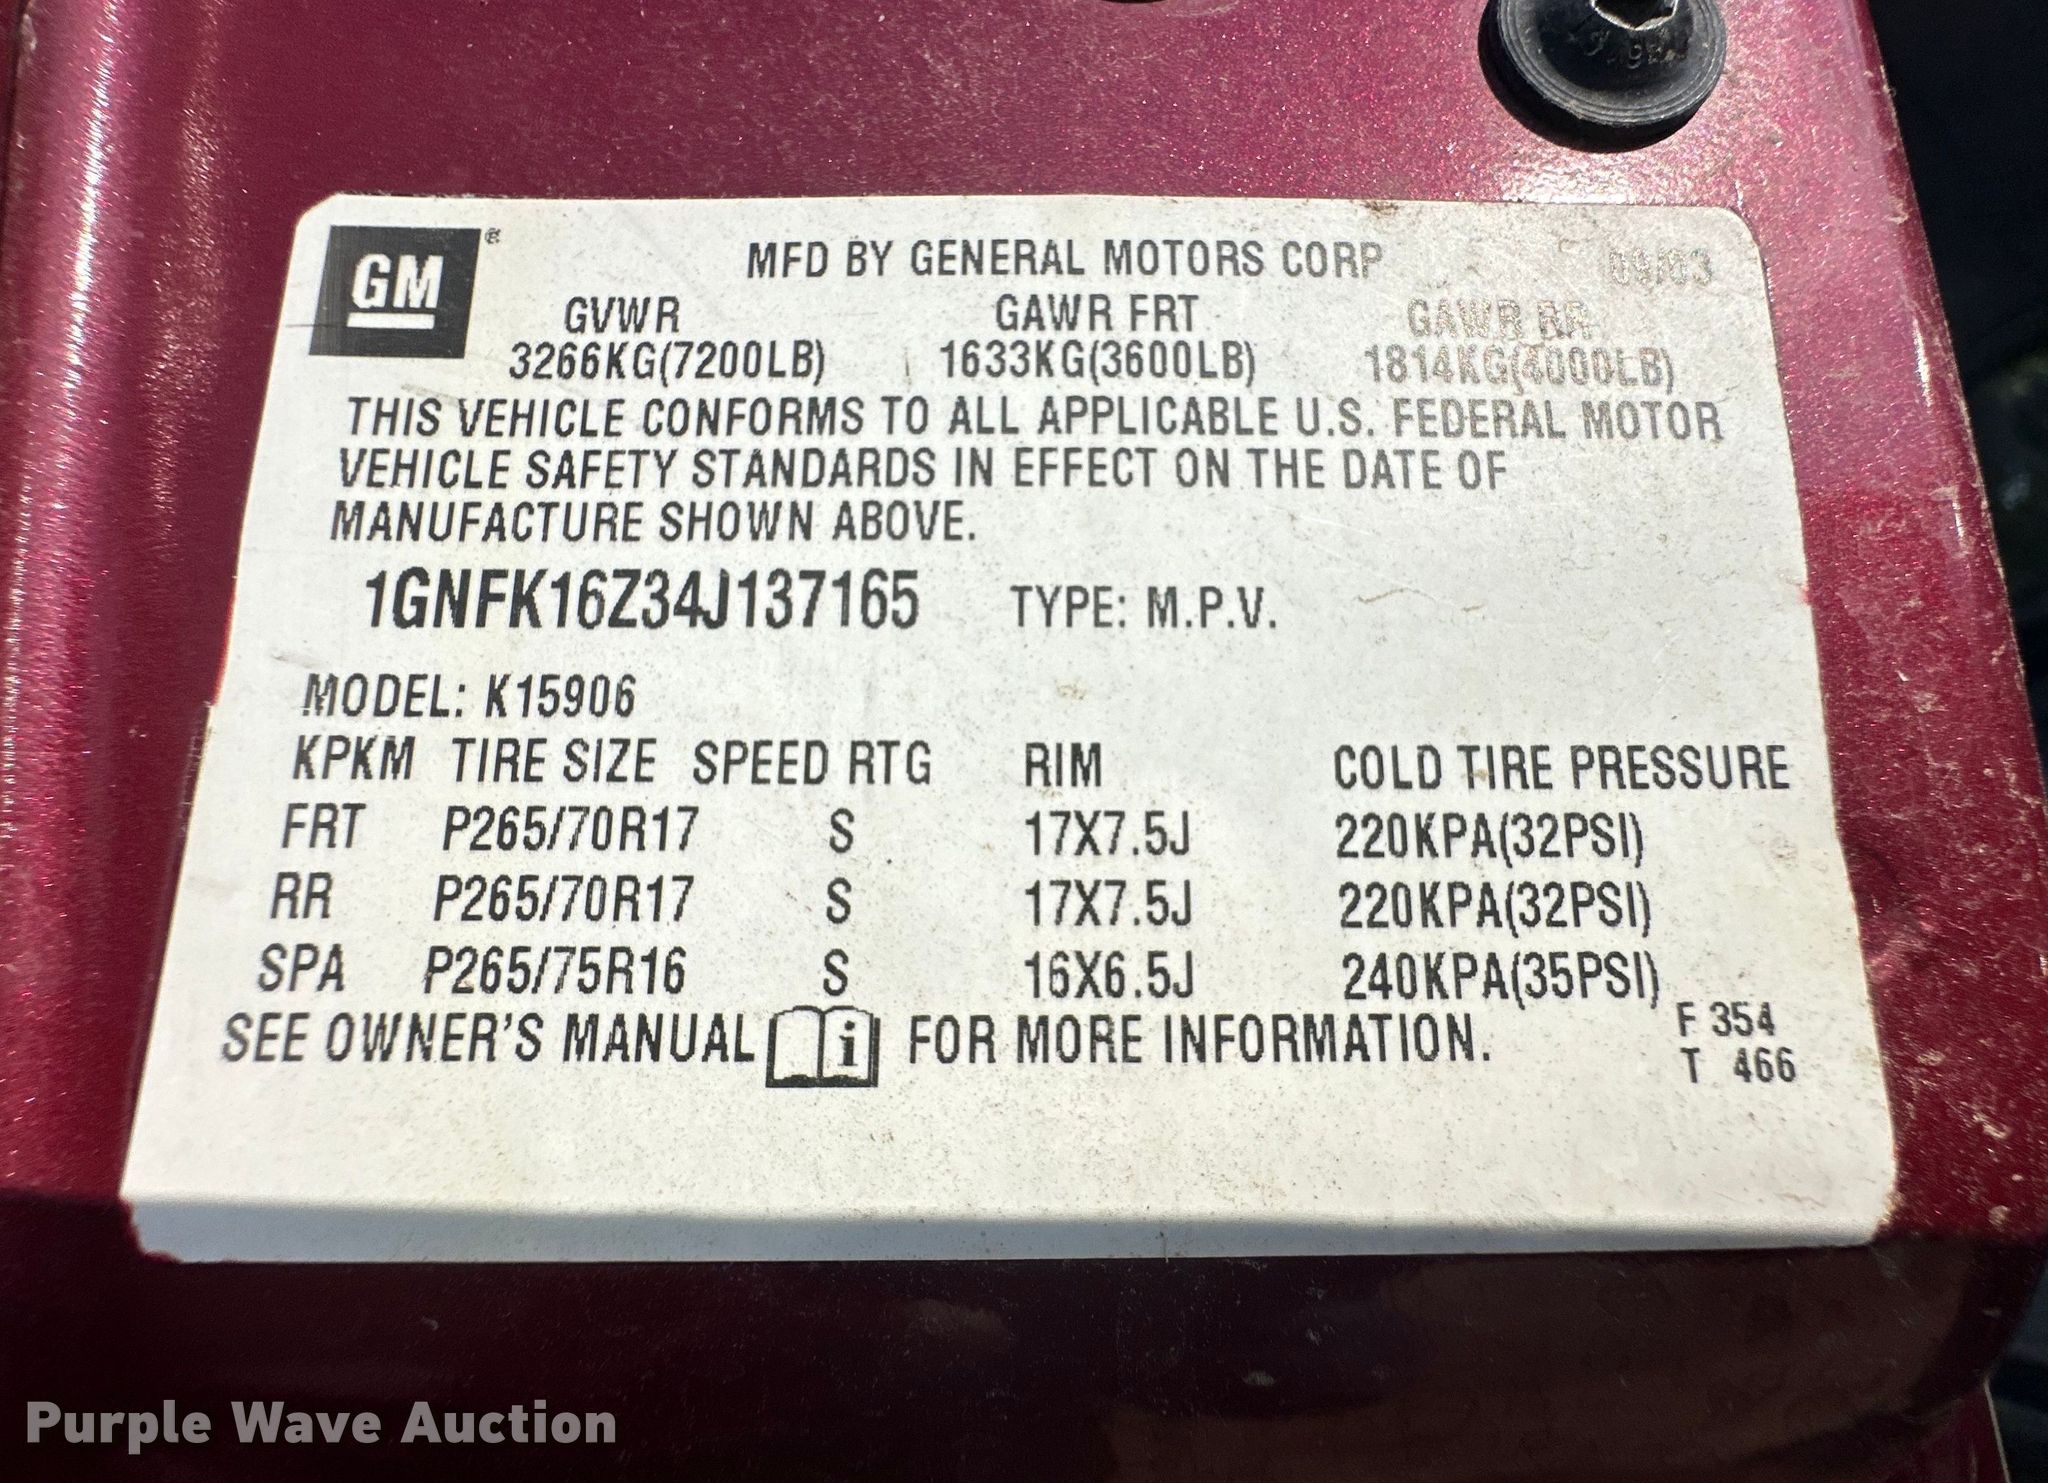 GM ®
MFD BY GENERAL MOTORS CORP 09/03
GVWR GAWR FRT GAWR RR
3266KG(7200LB) 1633KG(3600LB) 1814KG(4000LB)
THIS VEHICLE CONFORMS TO ALL APPLICABLE U.S. FEDERAL MOTOR
VEHICLE SAFETY STANDARDS IN EFFECT ON THE DATE OF
MANUFACTURE SHOWN ABOVE.
1GNFK16Z34J137165 TYPE: M.P.V.
MODEL: K15906
KPKM TIRE SIZE SPEED RTG RIM COLD TIRE PRESSURE
FRT P265/70R17 S 17X7.5J 220KPA(32PSI)
RR P265/70R17 S 17X7.5J 220KPA(32PSI)
SPA P265/75R16 S 16X6.5J 240KPA(35PSI)
SEE OWNER'S MANUAL i FOR MORE INFORMATION.
F 354
T 466
Purple Wave Auction